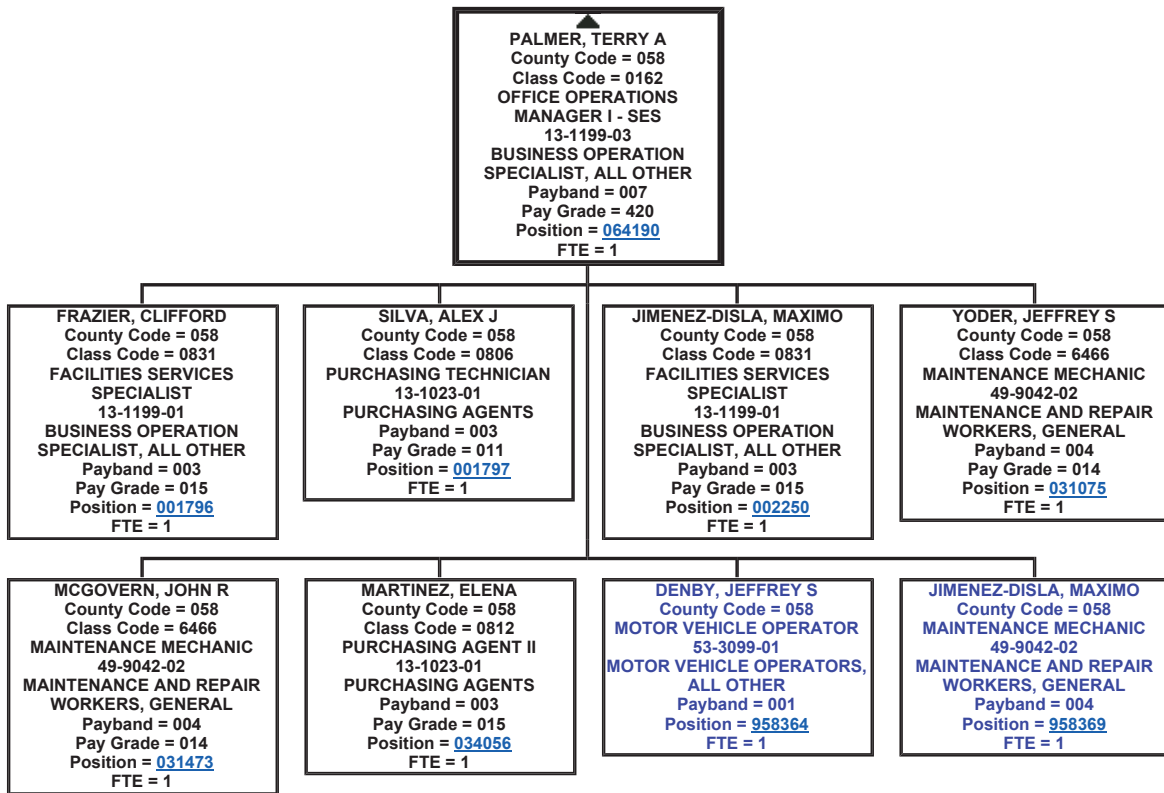 PALMER, TERRY A
County Code = 058
Class Code = 0162
OFFICE OPERATIONS
MANAGER I - SES
13-1199-03
BUSINESS OPERATION
SPECIALIST, ALL OTHER
Payband = 007
Pay Grade = 420
Position = 064190
FTE = 1
FRAZIER, CLIFFORD
County Code = 058
Class Code = 0831
FACILITIES SERVICES
SPECIALIST
13-1199-01
BUSINESS OPERATION
SPECIALIST, ALL OTHER
Payband = 003
Pay Grade = 015
Position = 001796
FTE = 1
SILVA, ALEX J
County Code = 058
Class Code = 0806
PURCHASING TECHNICIAN
13-1023-01
PURCHASING AGENTS
Payband = 003
Pay Grade = 011
Position = 001797
FTE = 1
JIMENEZ-DISLA, MAXIMO
County Code = 058
Class Code = 0831
FACILITIES SERVICES
SPECIALIST
13-1199-01
BUSINESS OPERATION
SPECIALIST, ALL OTHER
Payband = 003
Pay Grade = 015
Position = 002250
FTE = 1
YODER, JEFFREY S
County Code = 058
Class Code = 6466
MAINTENANCE MECHANIC
49-9042-02
MAINTENANCE AND REPAIR
WORKERS, GENERAL
Payband = 004
Pay Grade = 014
Position = 031075
FTE = 1
MCGOVERN, JOHN R
County Code = 058
Class Code = 6466
MAINTENANCE MECHANIC
49-9042-02
MAINTENANCE AND REPAIR
WORKERS, GENERAL
Payband = 004
Pay Grade = 014
Position = 031473
FTE = 1
MARTINEZ, ELENA
County Code = 058
Class Code = 0812
PURCHASING AGENT II
13-1023-01
PURCHASING AGENTS
Payband = 003
Pay Grade = 015
Position = 034056
FTE = 1
DENBY, JEFFREY S
County Code = 058
MOTOR VEHICLE OPERATOR
53-3099-01
MOTOR VEHICLE OPERATORS,
ALL OTHER
Payband = 001
Position = 958364
FTE = 1
JIMENEZ-DISLA, MAXIMO
County Code = 058
MAINTENANCE MECHANIC
49-9042-02
MAINTENANCE AND REPAIR
WORKERS, GENERAL
Payband = 004
Position = 958369
FTE = 1